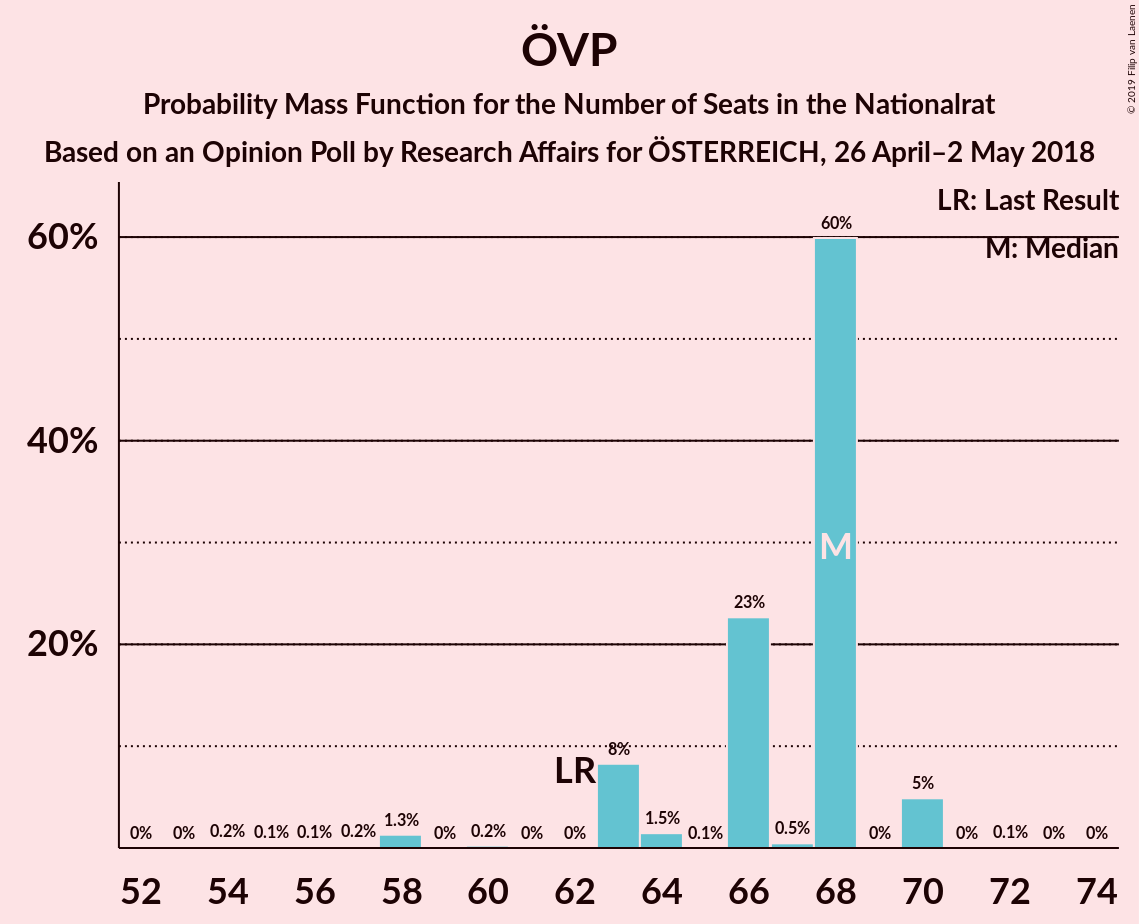 ÖVP
Probability Mass Function for the Number of Seats in the Nationalrat
Based on an Opinion Poll by Research Affairs for ÖSTERREICH, 26 April–2 May 2018
© 2019 Filip van Laenen
LR: Last Result
M: Median
60%
40%
20%
0% 0% 0.2% 0.1% 0.1% 0.2% 1.3% 0% 0.2% 0% 0% 8% 1.5% 0.1% 23% 0.5% 60% 0% 5% 0% 0.1% 0% 0%
LR
M
52 54 56 58 60 62 64 66 68 70 72 74